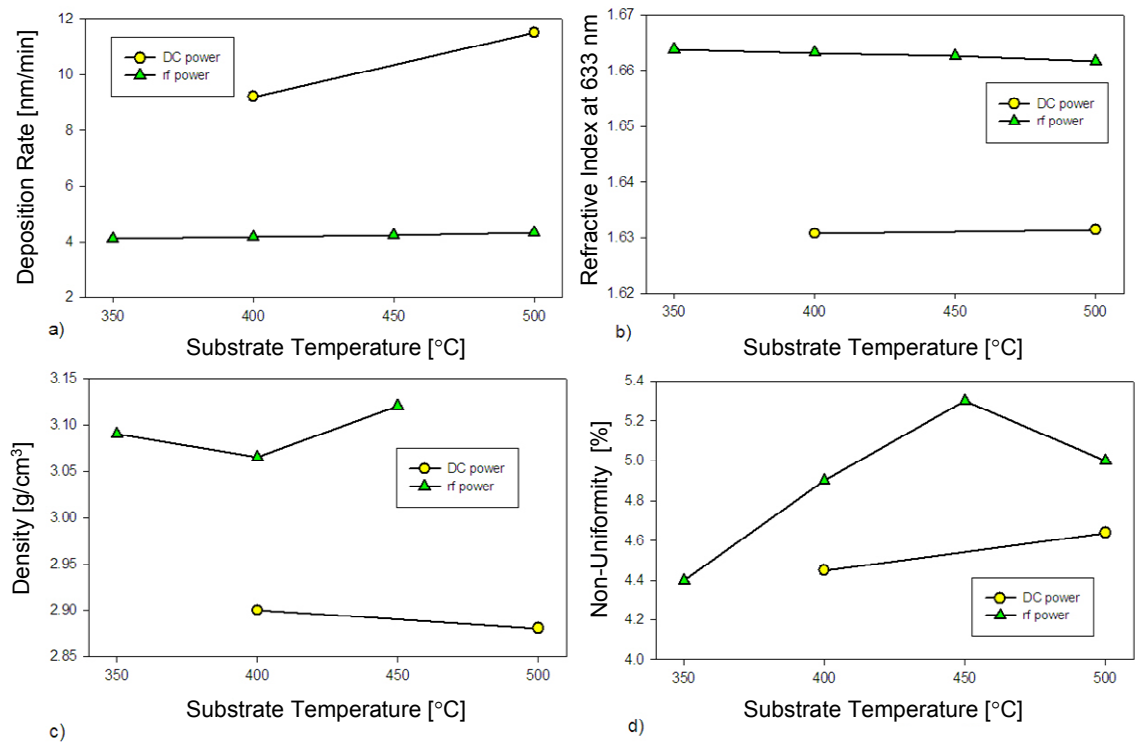 Deposition Rate [nm/min]
12
10
8
6
4
2
DC power
rf power
350
400
450
500
a)
Substrate Temperature [°C]
Refractive Index at 633 nm
1.67
1.66
1.65
1.64
1.63
1.62
DC power
rf power
350
400
450
500
b)
Substrate Temperature [°C]
Density [g/cm³]
3.15
3.10
3.05
3.00
2.95
2.90
2.85
DC power
rf power
350
400
450
500
Substrate Temperature [°C]
c)
Non-Uniformity [%]
5.4
5.2
5.0
4.8
4.6
4.4
4.2
4.0
DC power
rf power
350
400
450
500
Substrate Temperature [°C]
d)